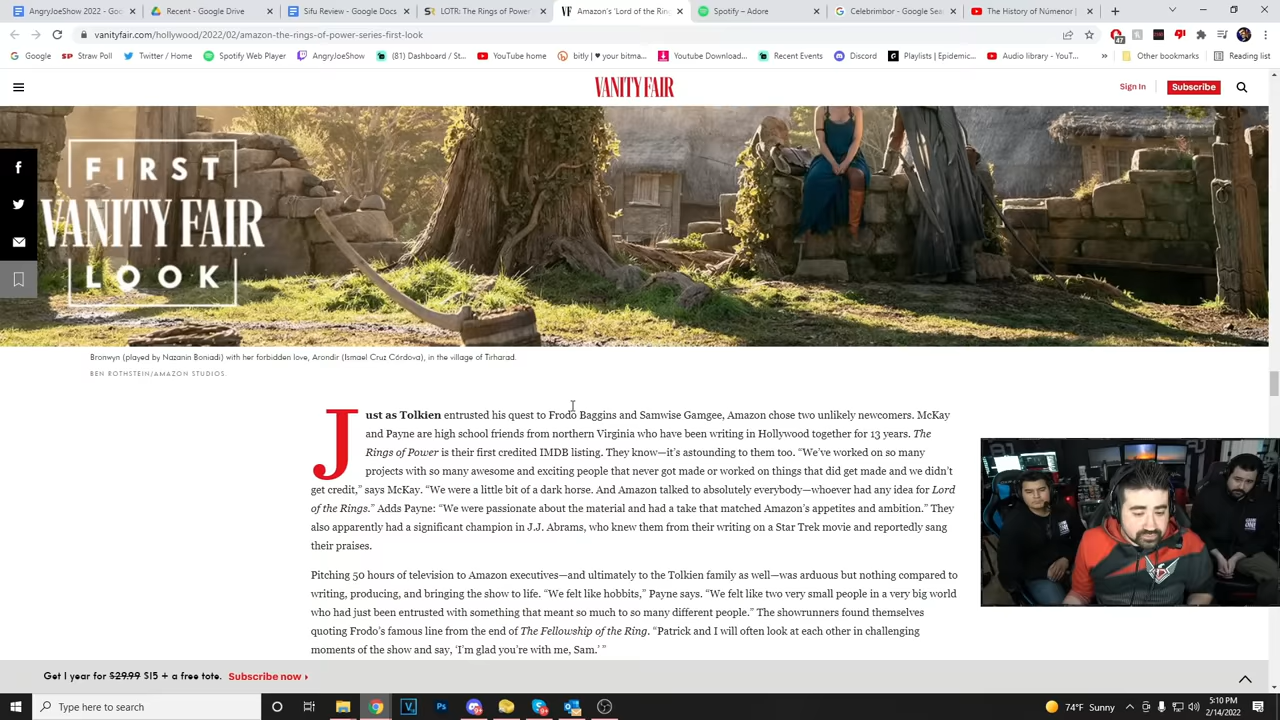 AngryJoeShow 2022 - Goo
Recent - Google Drive
Sifu Review - Google Docs
LOTR: The Rings of Power
Amazon's 'Lord of the Rin
Spotify – Adore
Celebrimbor - Google Sea
The History of Númenor |
vanityfair.com/hollywood/2022/02/amazon-the-rings-of-power-series-first-look
47
Google
SP Straw Poll
Twitter / Home
Spotify Web Player
AngryJoeShow
(81) Dashboard / St...
YouTube home
bitly | ♥ your bitma...
Youtube Download...
Recent Events
Discord
Playlists | Epidemic...
Audio library - YouT...
»
Other bookmarks
Reading list
VANITY FAIR
Sign In
Subscribe
FIRST
VANITY FAIR
LOOK
Bronwyn (played by Nazanin Boniadi) with her forbidden love, Arondir (Ismael Cruz Córdova), in the village of Tirharad.
BEN ROTHSTEIN/AMAZON STUDIOS.
Just as Tolkien entrusted his quest to Frodo Baggins and Samwise Gamgee, Amazon chose two unlikely newcomers. McKay
and Payne are high school friends from northern Virginia who have been writing in Hollywood together for 13 years. The
Rings of Power is their first credited IMDB listing. They know—it's astounding to them too. "We've worked on so many
projects with so many awesome and exciting people that never got made or worked on things that did get made and we didn't
get credit," says McKay. "We were a little bit of a dark horse. And Amazon talked to absolutely everybody—whoever had any idea for Lord
of the Rings." Adds Payne: "We were passionate about the material and had a take that matched Amazon's appetites and ambition." They
also apparently had a significant champion in J.J. Abrams, who knew them from their writing on a Star Trek movie and reportedly sang
their praises.
Pitching 50 hours of television to Amazon executives—and ultimately to the Tolkien family as well—was arduous but nothing compared to
writing, producing, and bringing the show to life. "We felt like hobbits," Payne says. "We felt like two very small people in a very big world
who had just been entrusted with something that meant so much to so many different people." The showrunners found themselves
quoting Frodo's famous line from the end of The Fellowship of the Ring. "Patrick and I will often look at each other in challenging
moments of the show and say, 'I'm glad you're with me, Sam.' "
Get 1 year for $29.99 $15 + a free tote. Subscribe now
Type here to search
74°F Sunny
5:10 PM
2/14/2022